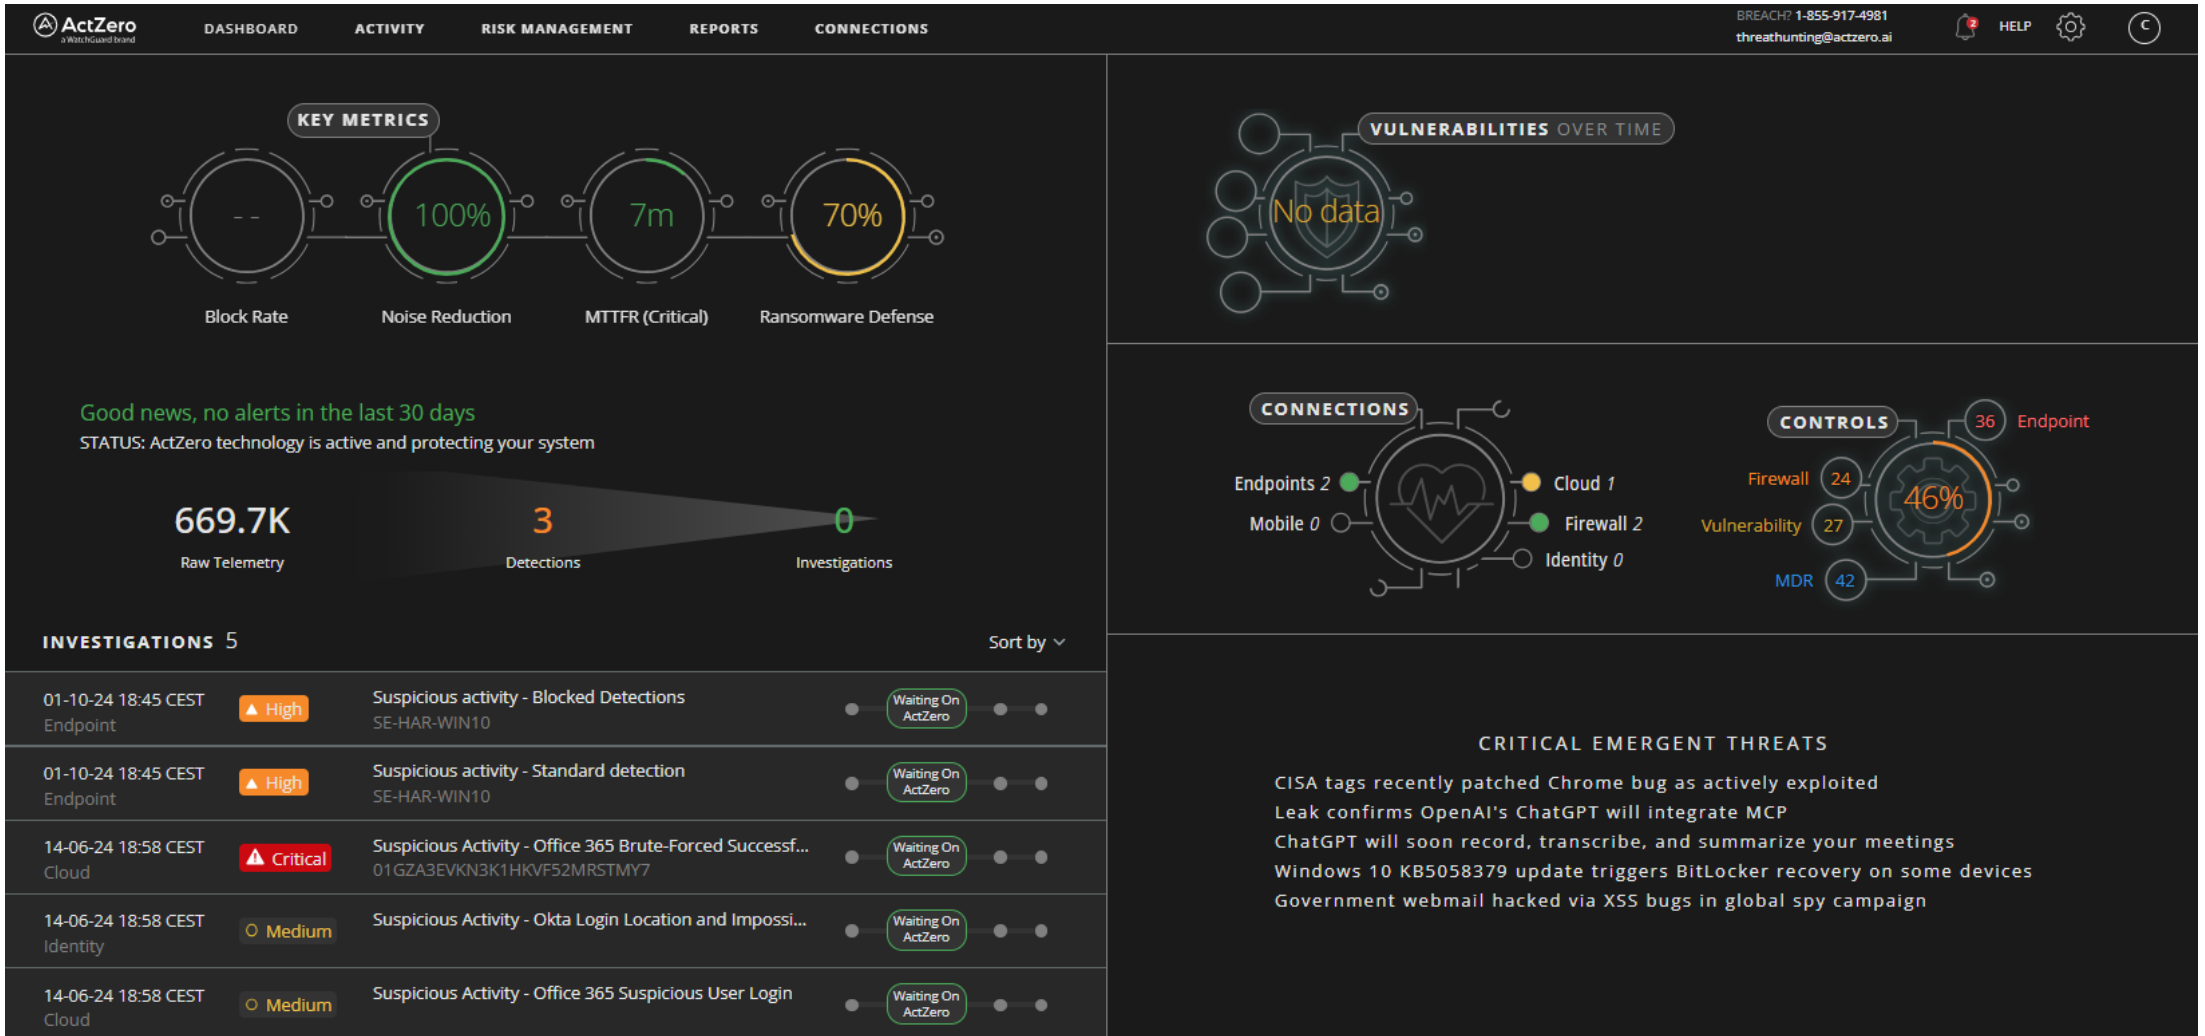 ActZero
a WatchGuard brand
DASHBOARD
ACTIVITY
RISK MANAGEMENT
REPORTS
CONNECTIONS
BREACH? 1-855-917-4981
threathunting@actzero.ai
2
HELP
C
KEY METRICS
- -
100%
7m
70%
Block Rate
Noise Reduction
MTTFR (Critical)
Ransomware Defense
Good news, no alerts in the last 30 days
STATUS: ActZero technology is active and protecting your system
669.7K
3
0
Raw Telemetry
Detections
Investigations
INVESTIGATIONS 5
Sort by
01-10-24 18:45 CEST
Endpoint
High
Suspicious activity - Blocked Detections
SE-HAR-WIN10
Waiting On
ActZero
01-10-24 18:45 CEST
Endpoint
High
Suspicious activity - Standard detection
SE-HAR-WIN10
Waiting On
ActZero
14-06-24 18:58 CEST
Cloud
Critical
Suspicious Activity - Office 365 Brute-Forced Successf...
01GZA3EVKN3K1HKVF52MRSTMY7
Waiting On
ActZero
14-06-24 18:58 CEST
Identity
Medium
Suspicious Activity - Okta Login Location and Impossi...
Waiting On
ActZero
14-06-24 18:58 CEST
Cloud
Medium
Suspicious Activity - Office 365 Suspicious User Login
Waiting On
ActZero
VULNERABILITIES OVER TIME
No data
CONNECTIONS
Endpoints 2
Mobile 0
Cloud 1
Firewall 2
Identity 0
CONTROLS
36 Endpoint
Firewall 24
46%
Vulnerability 27
MDR 42
CRITICAL EMERGENT THREATS
CISA tags recently patched Chrome bug as actively exploited
Leak confirms OpenAI's ChatGPT will integrate MCP
ChatGPT will soon record, transcribe, and summarize your meetings
Windows 10 KB5058379 update triggers BitLocker recovery on some devices
Government webmail hacked via XSS bugs in global spy campaign